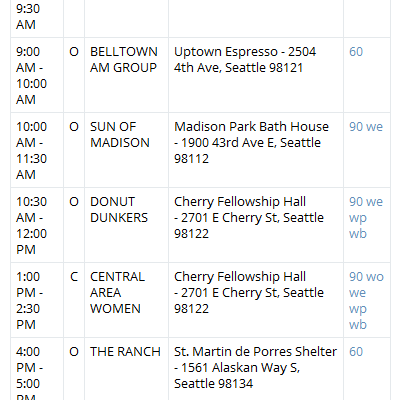 9:30
AM
9:00
AM -
10:00
AM
O
BELLTOWN
AM GROUP
Uptown Espresso - 2504
4th Ave, Seattle 98121
60
10:00
AM -
11:30
AM
O
SUN OF
MADISON
Madison Park Bath House
- 1900 43rd Ave E, Seattle
98112
90 we
10:30
AM -
12:00
PM
O
DONUT
DUNKERS
Cherry Fellowship Hall
- 2701 E Cherry St, Seattle
98122
90 we
wp
wb
1:00
PM -
2:30
PM
C
CENTRAL
AREA
WOMEN
Cherry Fellowship Hall
- 2701 E Cherry St, Seattle
98122
90 wo
we
wp
wb
4:00
PM -
5:00
PM
O
THE RANCH
St. Martin de Porres Shelter
- 1561 Alaskan Way S,
Seattle 98134
60